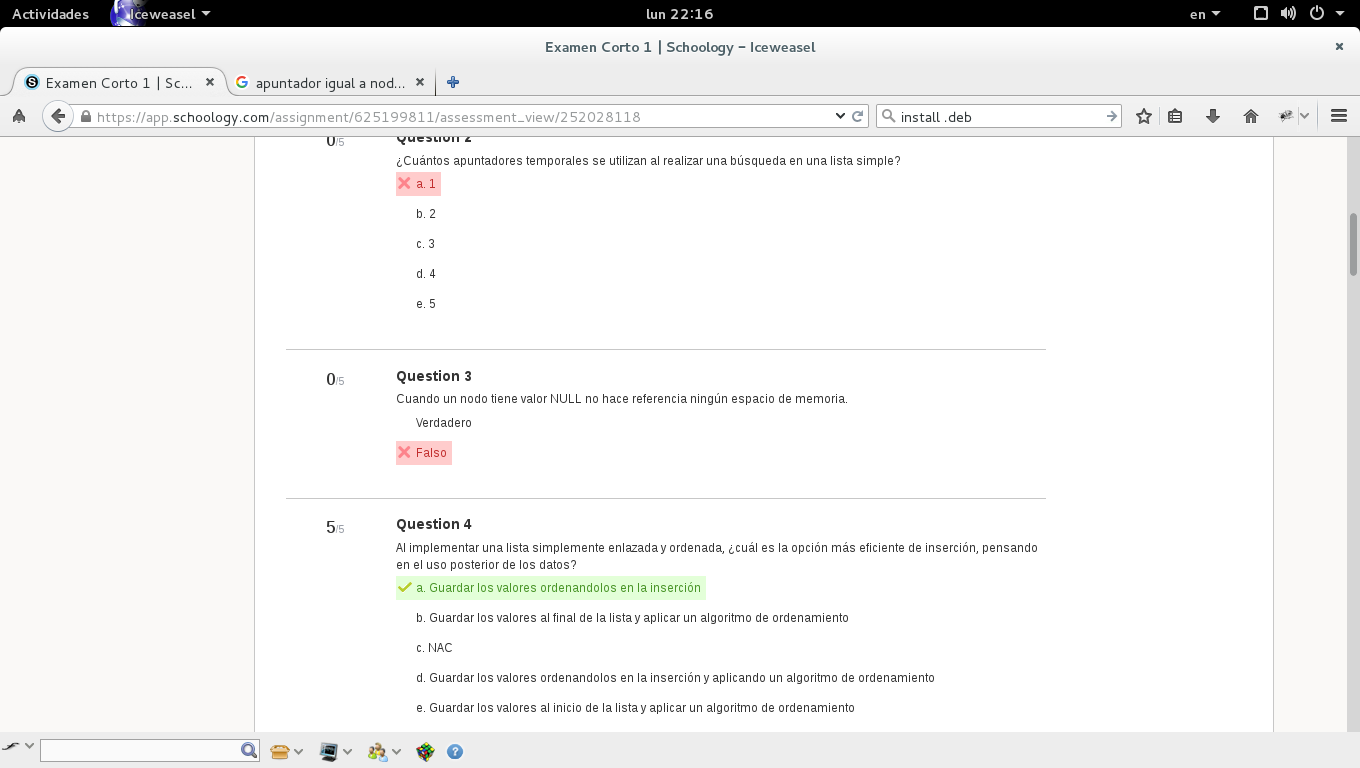 Actividades
Iceweasel
lun 22:16
en
Examen Corto 1 | Schoology – Iceweasel
Examen Corto 1 | Sc...
apuntador igual a nod...
https://app.schoology.com/assignment/625199811/assessment_view/252028118
install .deb
0/5
Question 2
¿Cuántos apuntadores temporales se utilizan al realizar una búsqueda en una lista simple?
a. 1
b. 2
c. 3
d. 4
e. 5
0/5
Question 3
Cuando un nodo tiene valor NULL no hace referencia ningún espacio de memoria.
Verdadero
Falso
5/5
Question 4
Al implementar una lista simplemente enlazada y ordenada, ¿cuál es la opción más eficiente de inserción, pensando
en el uso posterior de los datos?
a. Guardar los valores ordenandolos en la inserción
b. Guardar los valores al final de la lista y aplicar un algoritmo de ordenamiento
c. NAC
d. Guardar los valores ordenandolos en la inserción y aplicando un algoritmo de ordenamiento
e. Guardar los valores al inicio de la lista y aplicar un algoritmo de ordenamiento